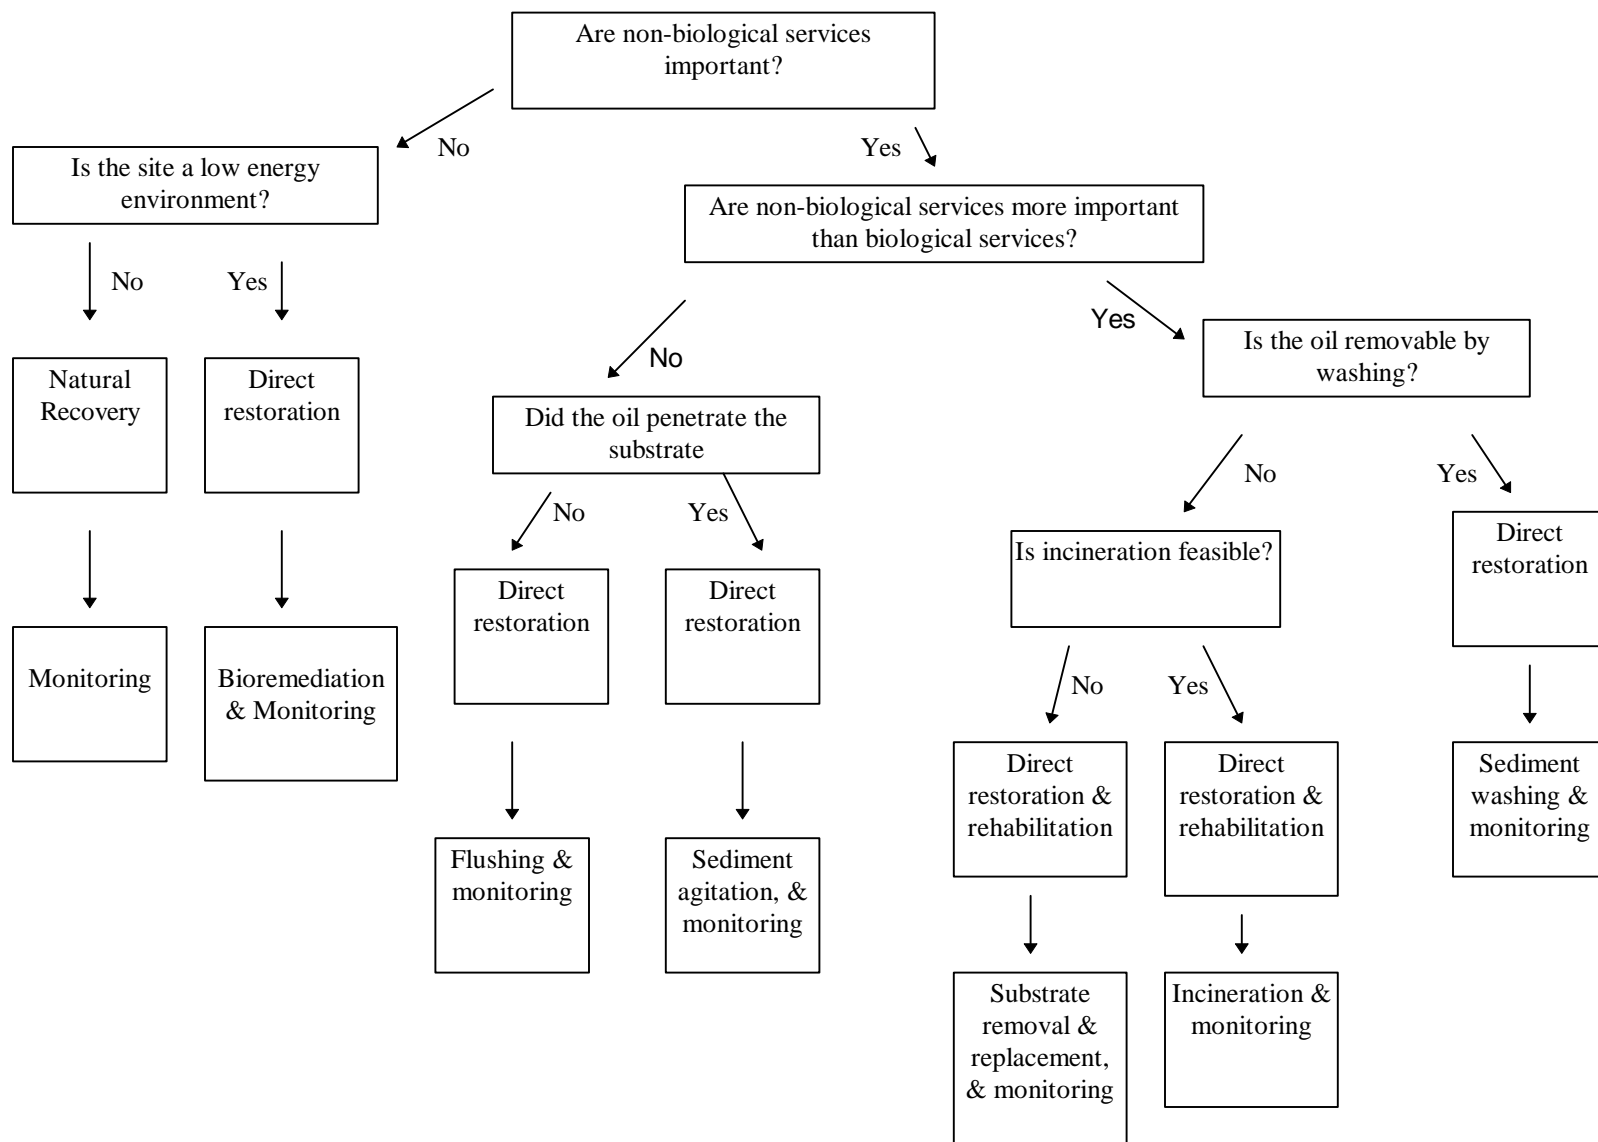 Are non-biological services
important?
No
Yes
Is the site a low energy
environment?
Are non-biological services more important
than biological services?
No
Yes
No
Yes
Is the oil removable by
washing?
Natural
Recovery
Direct
restoration
Did the oil penetrate the
substrate
No
Yes
No
Yes
Is incineration feasible?
Direct
restoration
Direct
restoration
Direct
restoration
Monitoring
Bioremediation
& Monitoring
No
Yes
Direct
restoration &
rehabilitation
Direct
restoration &
rehabilitation
Sediment
washing &
monitoring
Flushing &
monitoring
Sediment
agitation, &
monitoring
Substrate
removal &
replacement,
& monitoring
Incineration &
monitoring